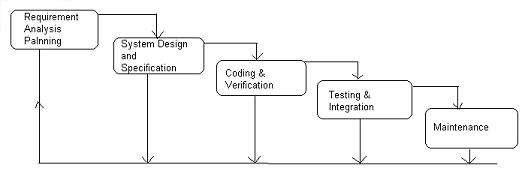 Requirement
Analysis
Palnning
System Design
and
Specification
Coding &
Verification
Testing &
Integration
Maintenance